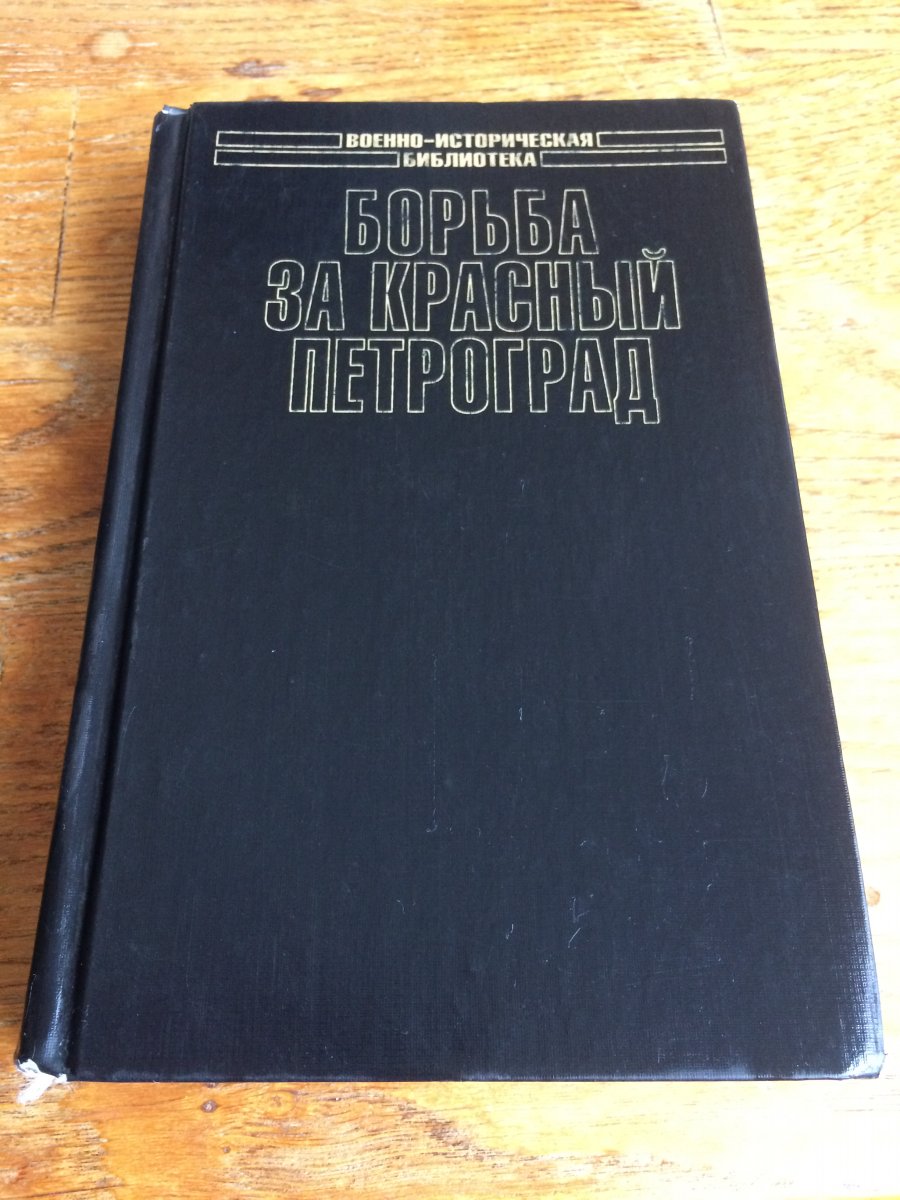 ВОЕННО-ИСТОРИЧЕСКАЯ
БИБЛИОТЕКА
БОРЬБА
ЗА КРАСНЫЙ
ПЕТРОГРАД